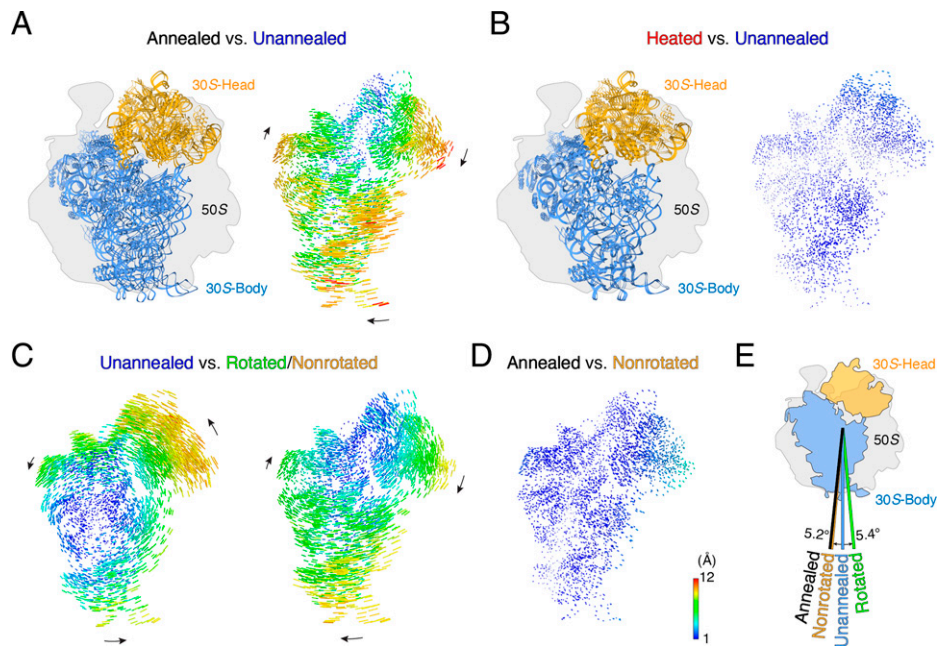 A
Annealed vs. Unannealed
30S-Head
50S
30S-Body
B
Heated vs. Unannealed
30S-Head
50S
30S-Body
C
Unannealed vs. Rotated/Nonrotated
D
Annealed vs. Nonrotated
(Å)
12
1
E
30S-Head
50S
30S-Body
5.2° 5.4°
Annealed
Nonrotated
Unannealed
Rotated